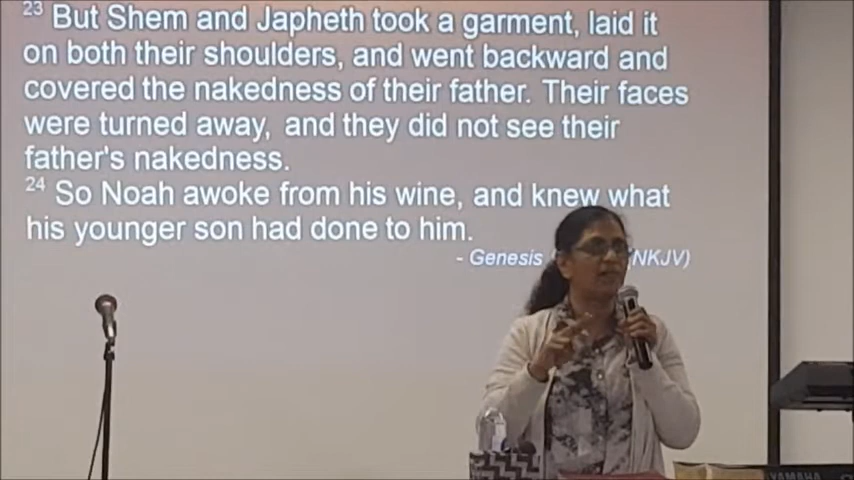 23 But Shem and Japheth took a garment, laid it
on both their shoulders, and went backward and
covered the nakedness of their father. Their faces
were turned away, and they did not see their
father's nakedness.
24 So Noah awoke from his wine, and knew what
his younger son had done to him.
- Genesis (NKJV)
YAMAHA